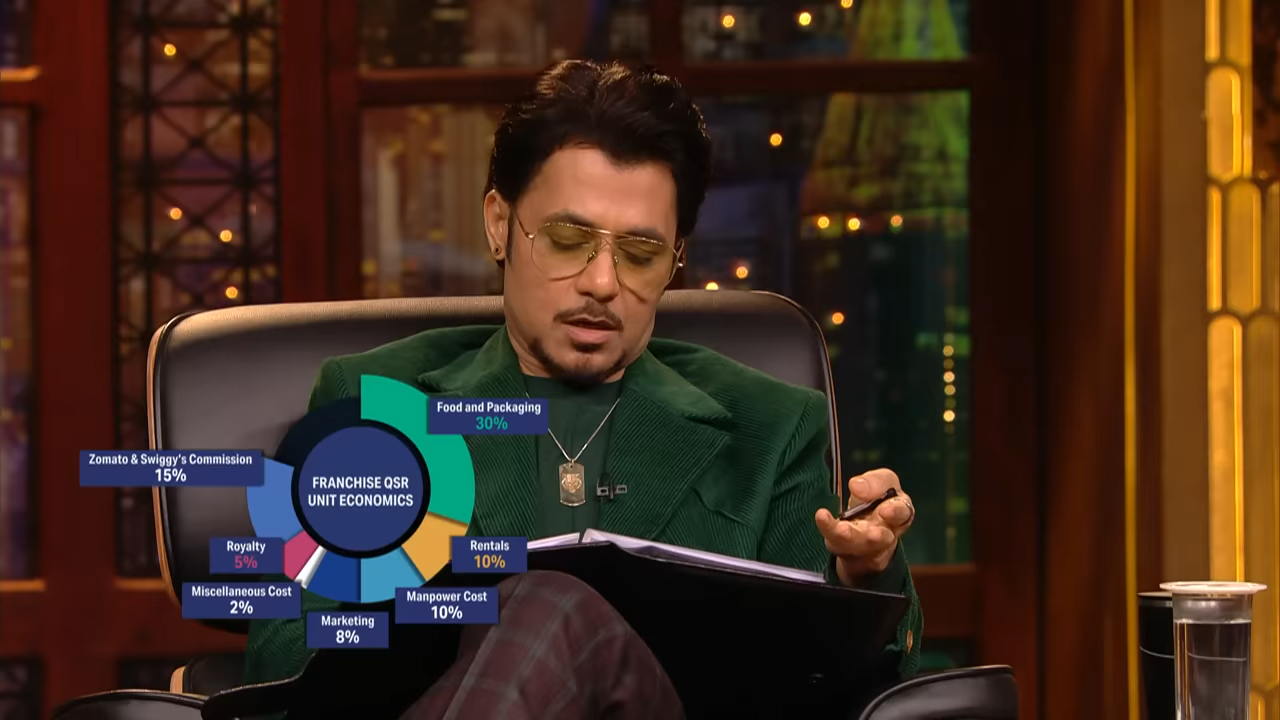 FRANCHISE QSR
UNIT ECONOMICS
Food and Packaging
30%
Rentals
10%
Manpower Cost
10%
Marketing
8%
Miscellaneous Cost
2%
Royalty
5%
Zomato & Swiggy's Commission
15%